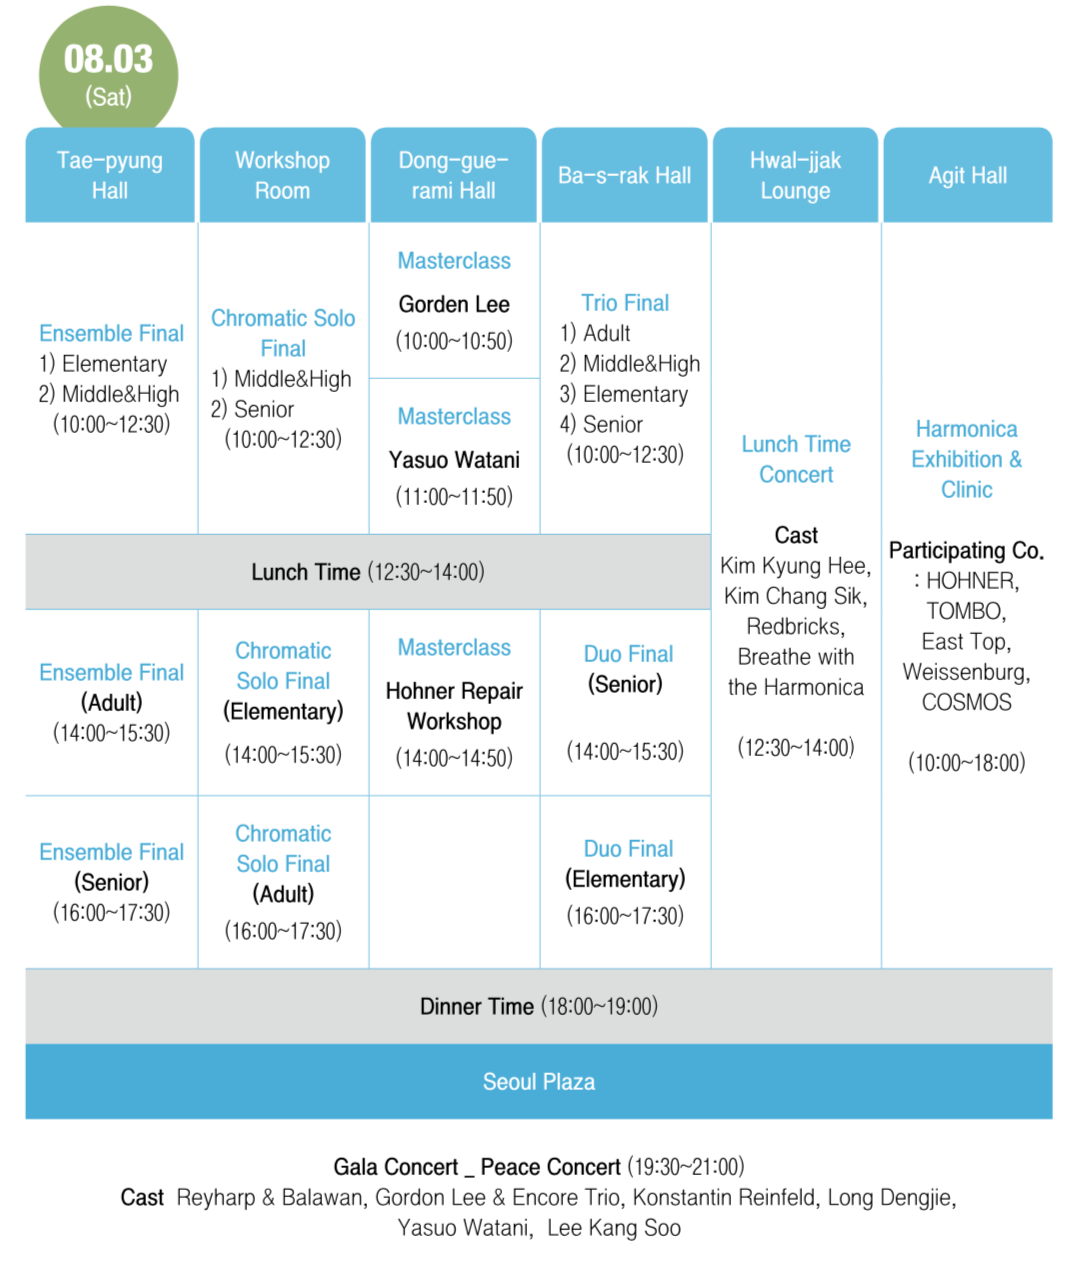 08.03
(Sat)
Tae-pyung
Hall
Workshop
Room
Dong-gue-
rami Hall
Ba-s-rak Hall
Hwal-jjak
Lounge
Agit Hall
Ensemble Final
1) Elementary
2) Middle&High
(10:00~12:30)
Chromatic Solo
Final
1) Middle&High
2) Senior
(10:00~12:30)
Masterclass
Gorden Lee
(10:00~10:50)
Masterclass
Yasuo Watani
(11:00~11:50)
Trio Final
1) Adult
2) Middle&High
3) Elementary
4) Senior
(10:00~12:30)
Lunch Time
Concert
Cast
Kim Kyung Hee,
Kim Chang Sik,
Redbricks,
Breathe with
the Harmonica
(12:30~14:00)
Harmonica
Exhibition &
Clinic
Participating Co.
: HOHNER,
TOMBO,
East Top,
Weissenburg,
COSMOS
(10:00~18:00)
Lunch Time (12:30~14:00)
Ensemble Final
(Adult)
(14:00~15:30)
Chromatic
Solo Final
(Elementary)
(14:00~15:30)
Masterclass
Hohner Repair
Workshop
(14:00~14:50)
Duo Final
(Senior)
(14:00~15:30)
Ensemble Final
(Senior)
(16:00~17:30)
Chromatic
Solo Final
(Adult)
(16:00~17:30)
Duo Final
(Elementary)
(16:00~17:30)
Dinner Time (18:00~19:00)
Seoul Plaza
Gala Concert _ Peace Concert (19:30~21:00)
Cast Reyharp & Balawan, Gordon Lee & Encore Trio, Konstantin Reinfeld, Long Dengjie,
Yasuo Watani, Lee Kang Soo